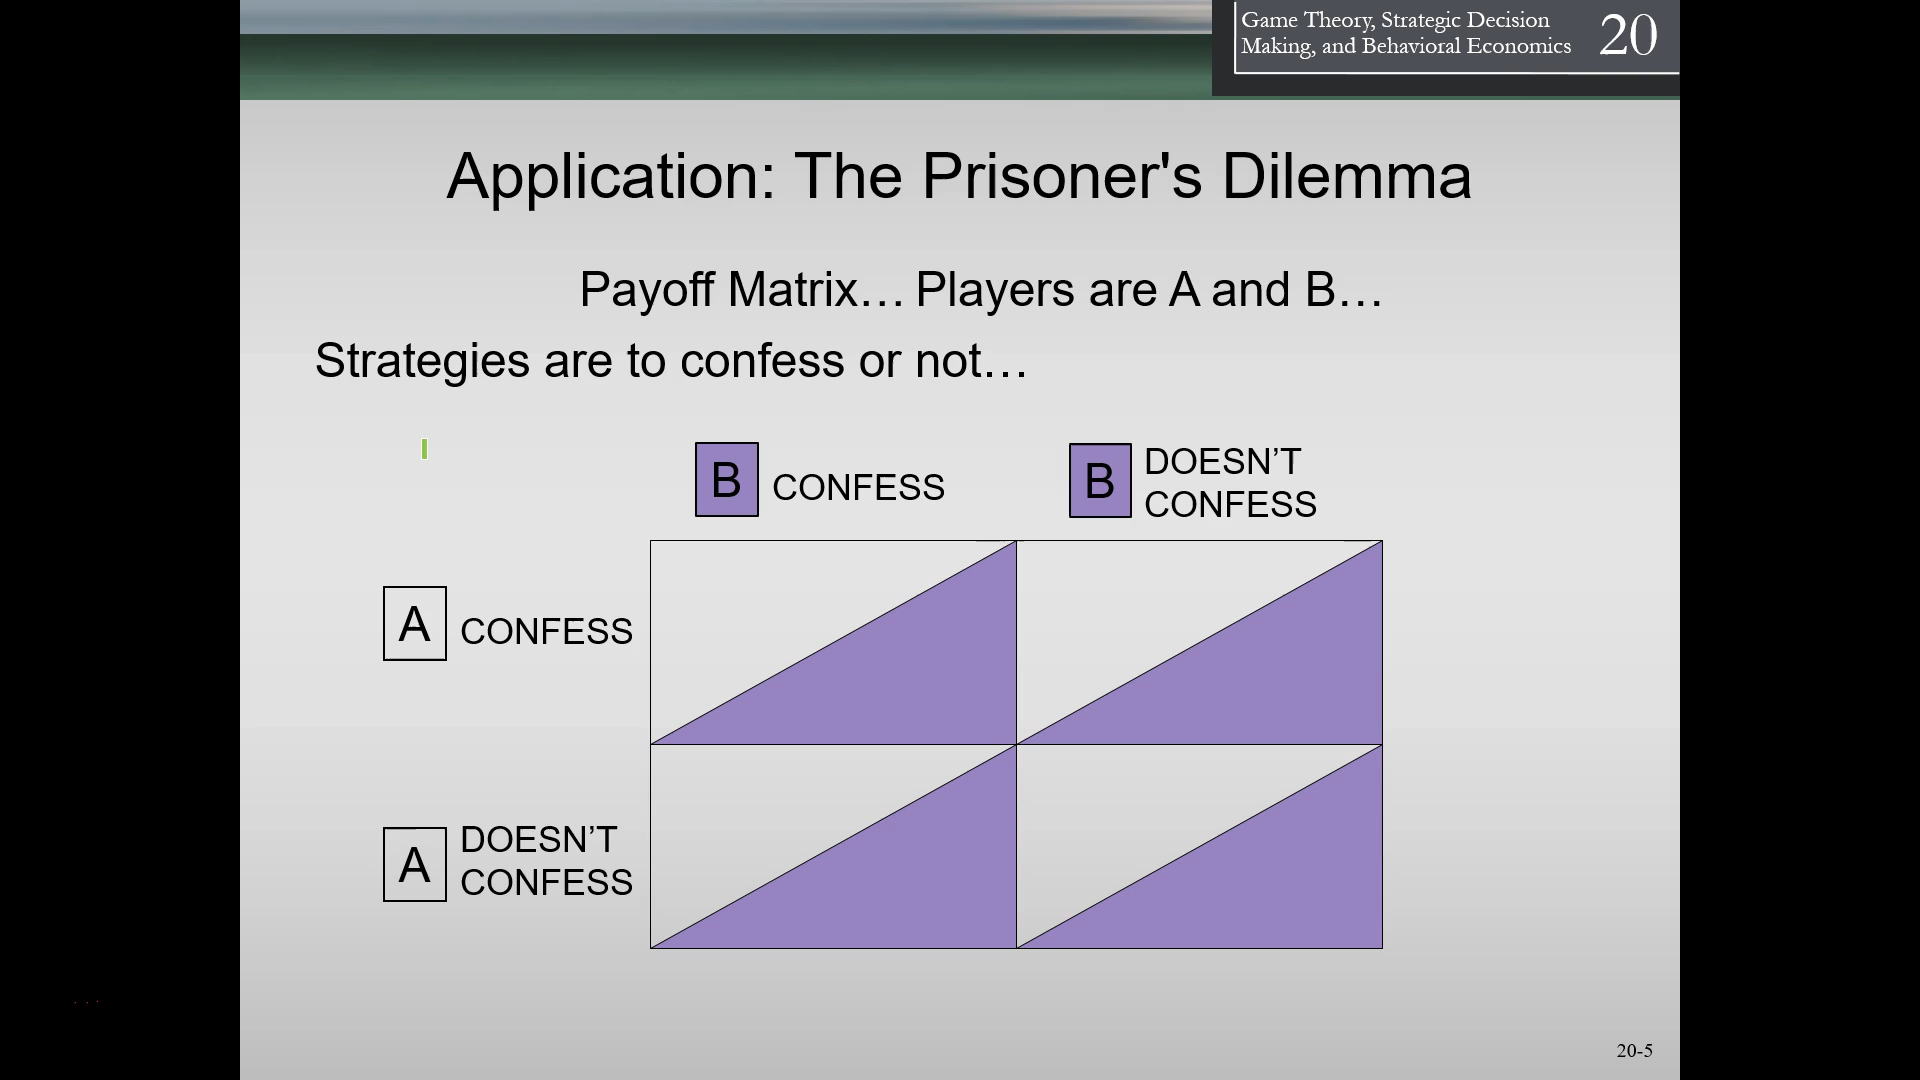 Game Theory, Strategic Decision
Making, and Behavioral Economics
20
Application: The Prisoner's Dilemma
Payoff Matrix… Players are A and B…
Strategies are to confess or not…
B CONFESS
B DOESN’T
CONFESS
A CONFESS
A DOESN’T
CONFESS
20-5